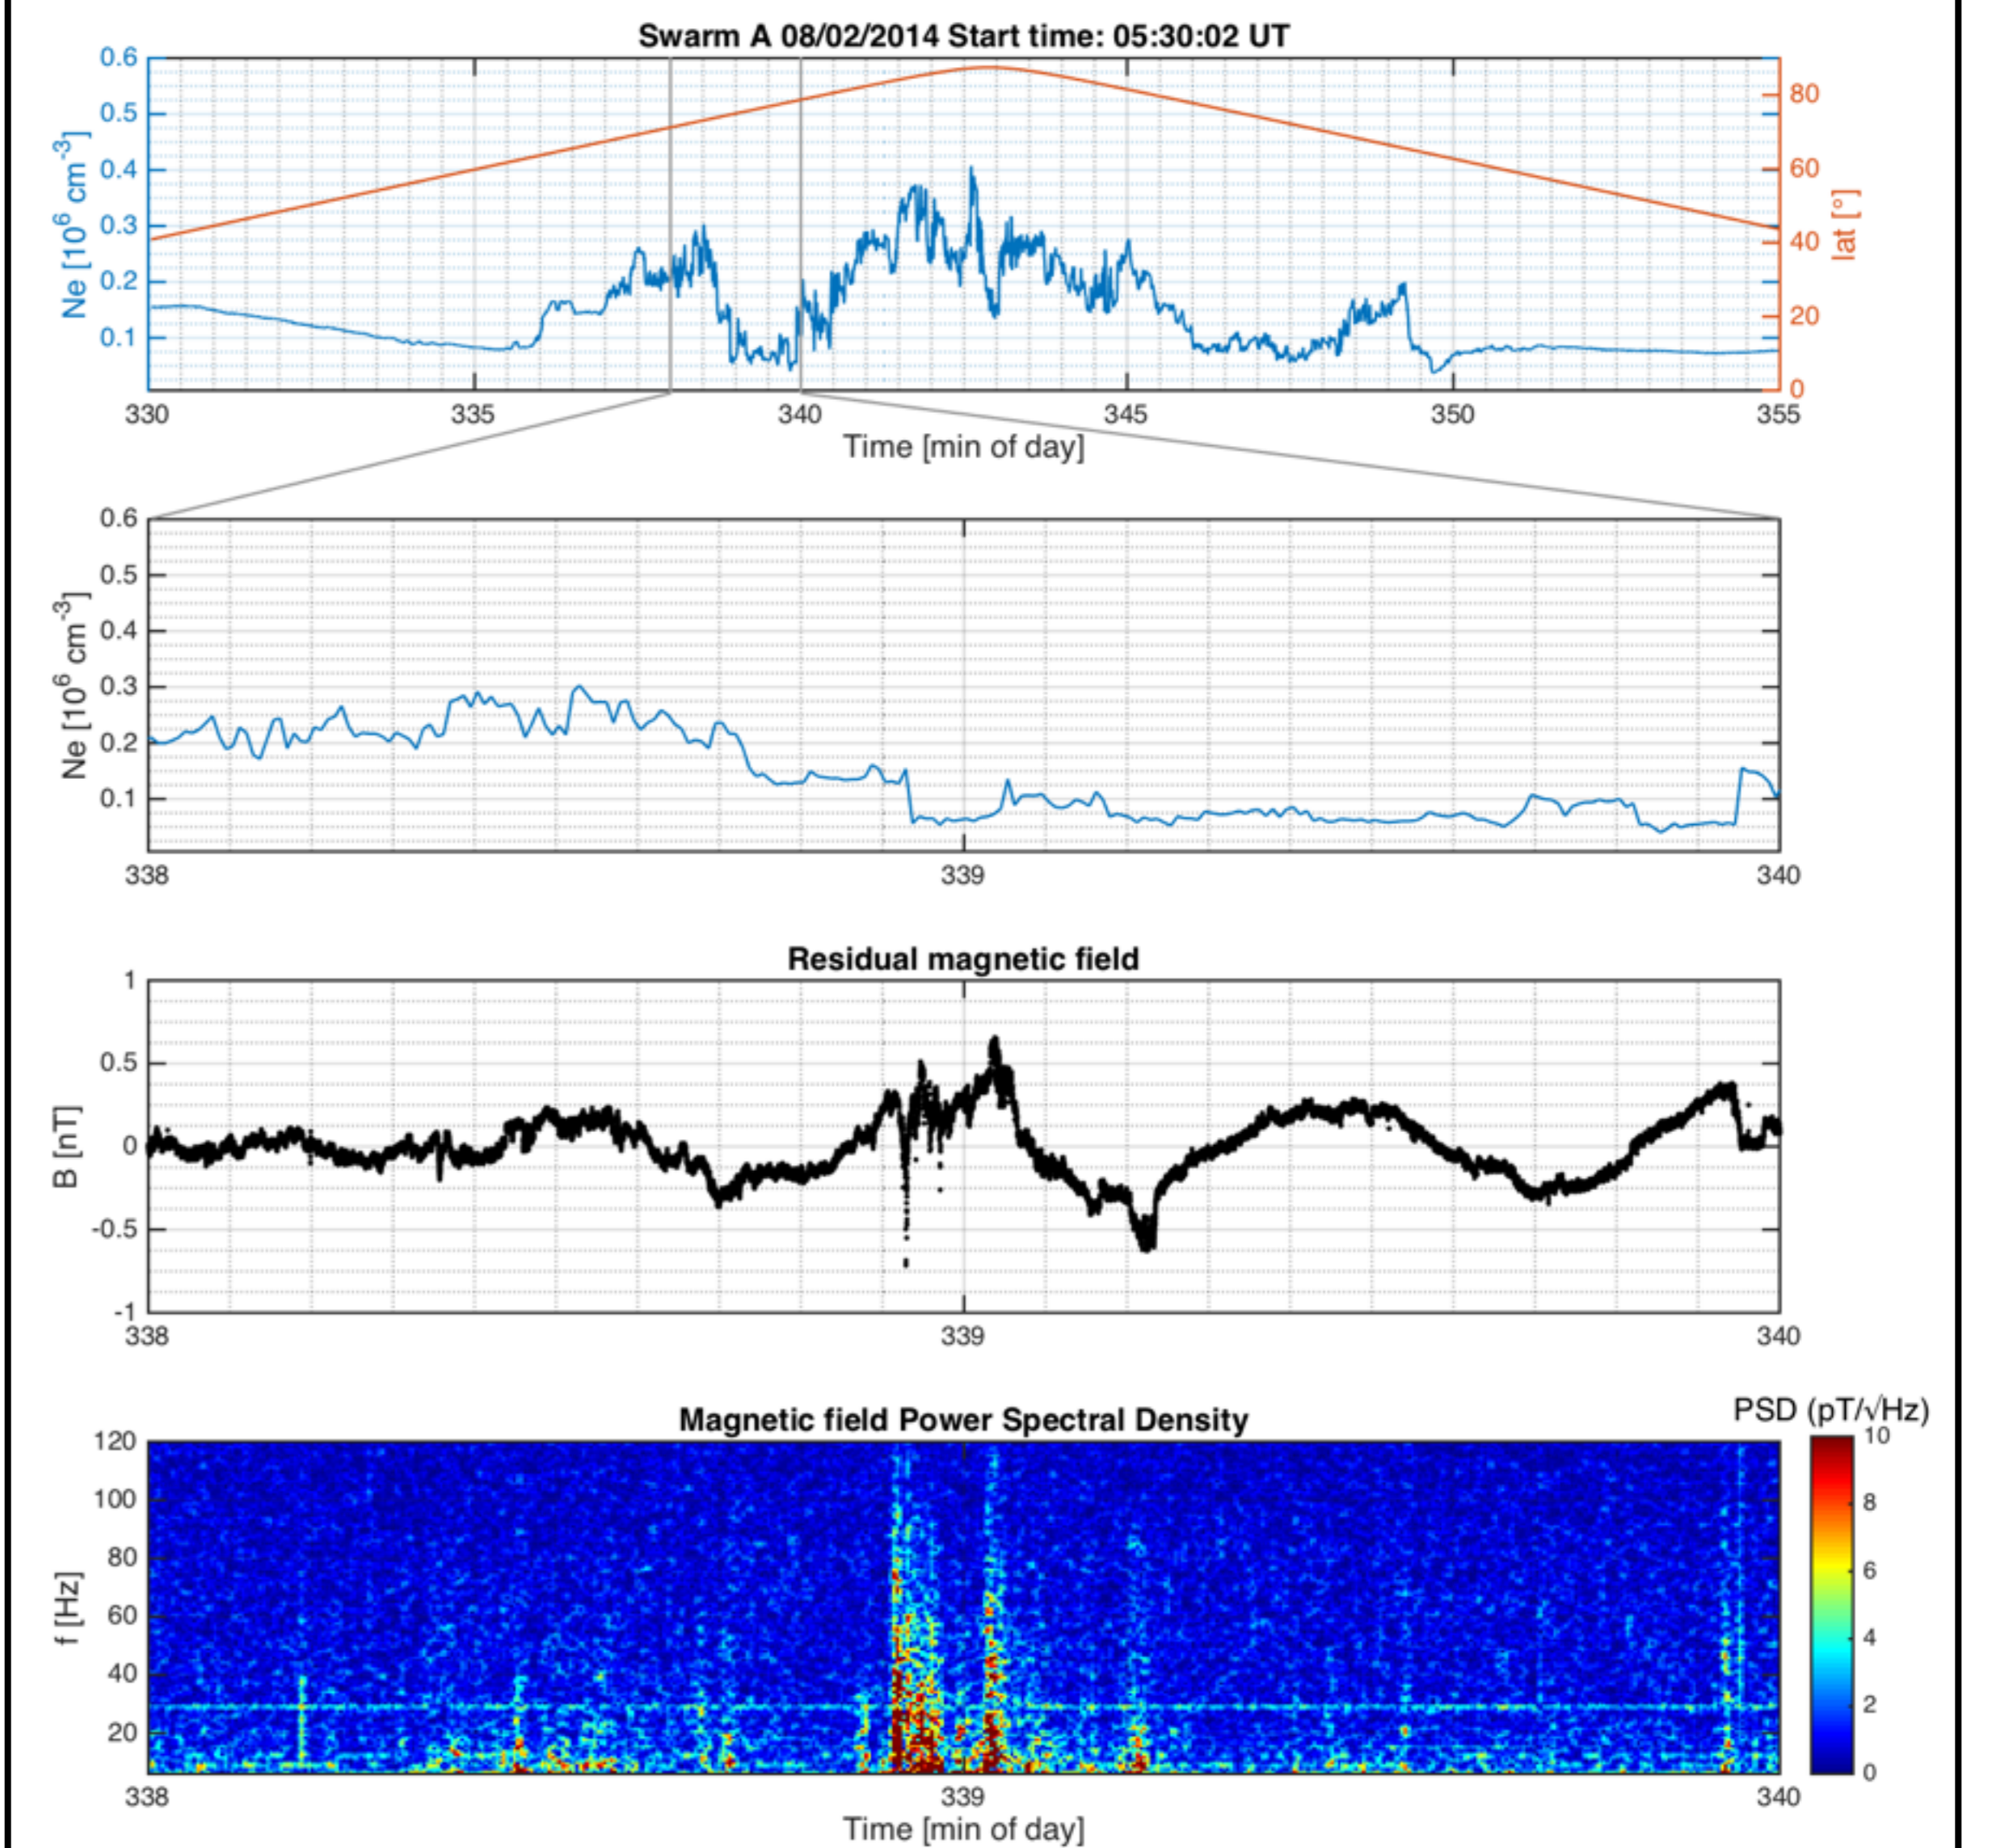 Swarm A 08/02/2014 Start time: 05:30:02 UT
Ne [10^6 cm^-3]
0.6
0.5
0.4
0.3
0.2
0.1
lat [°]
80
60
40
20
0
330 335 340 345 350 355
Time [min of day]
Ne [10^6 cm^-3]
0.6
0.5
0.4
0.3
0.2
0.1
338 339 340
Residual magnetic field
B [nT]
1
0.5
0
-0.5
-1
338 339 340
Magnetic field Power Spectral Density
PSD (pT/√Hz)
f [Hz]
120
100
80
60
40
20
10
8
6
4
2
0
338 339 340
Time [min of day]